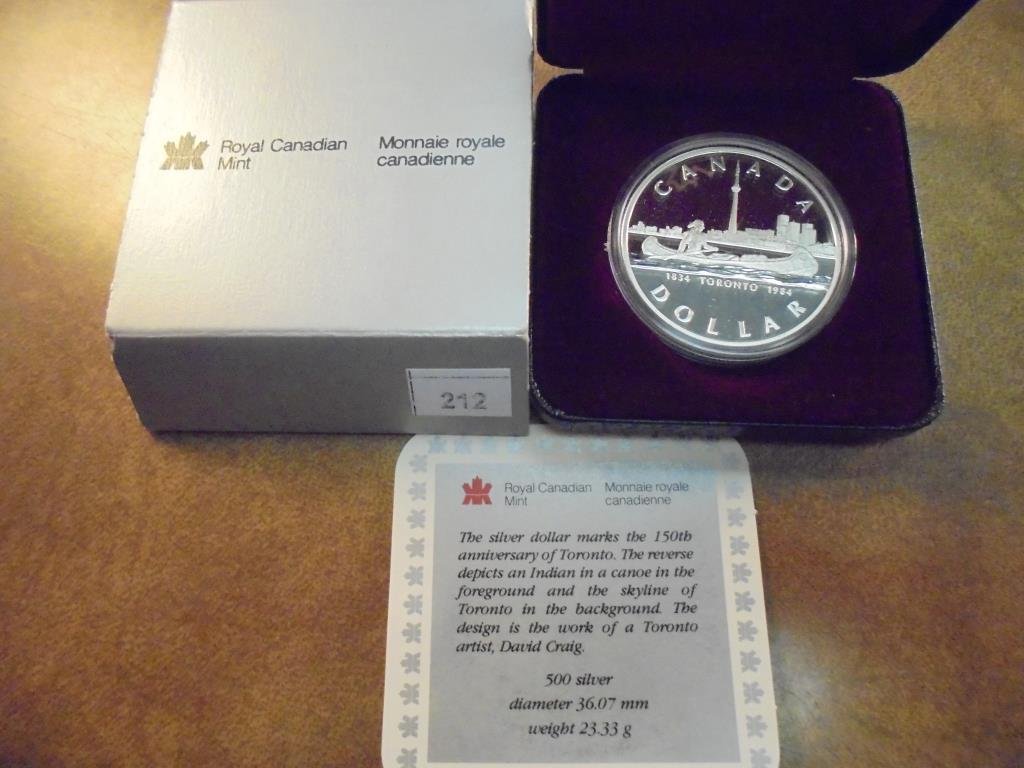 Royal Canadian Monnaie royale
Mint canadienne
212
CANADA
1834 TORONTO 1984
DOLLAR
Royal Canadian Monnaie royale
Mint canadienne
The silver dollar marks the 150th
anniversary of Toronto. The reverse
depicts an Indian in a canoe in the
foreground and the skyline of
Toronto in the background. The
design is the work of a Toronto
artist, David Craig.
500 silver
diameter 36.07 mm
weight 23.33 g